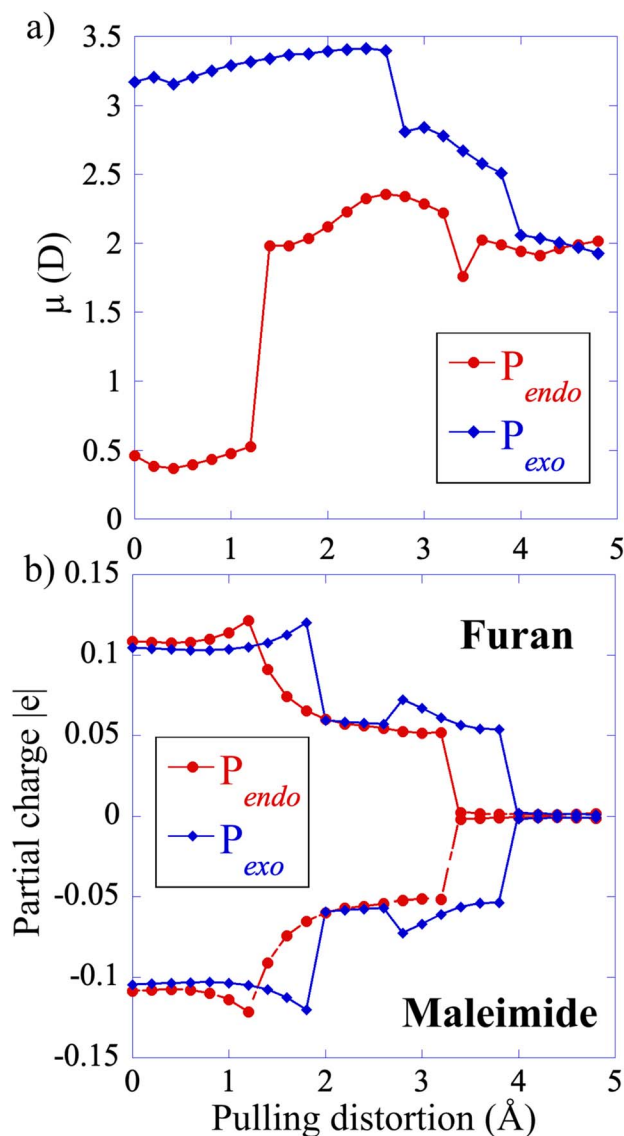 a)
3.5
3
2.5
2
1.5
1
0.5
0
μ (D)
P endo
P exo
0 1 2 3 4 5
b)
0.15
0.1
0.05
0
-0.05
-0.1
-0.15
Partial charge |e|
Furan
P endo
P exo
Maleimide
0 1 2 3 4 5
Pulling distortion (Å)